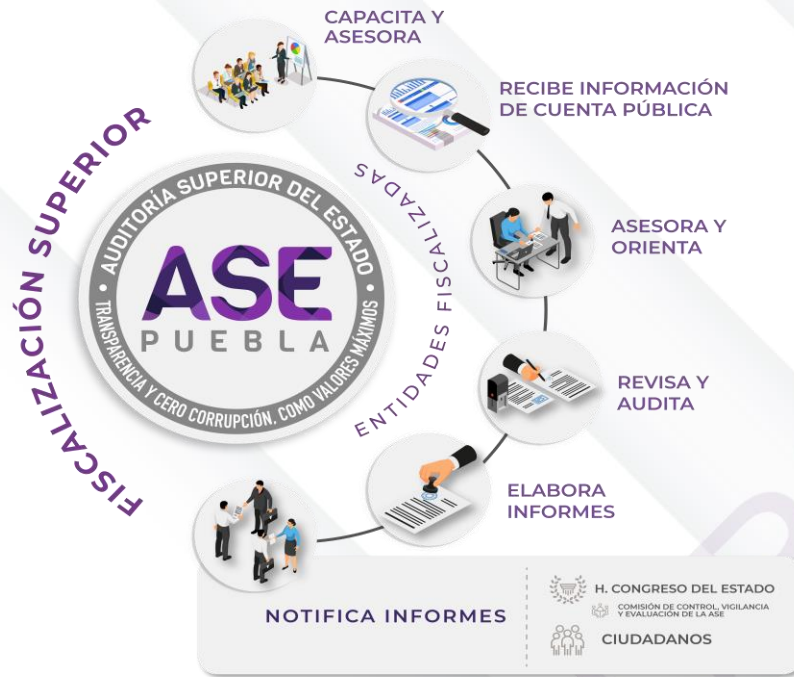 CAPACITA Y
ASESORA
RECIBE INFORMACIÓN
DE CUENTA PÚBLICA
FISCALIZACIÓN SUPERIOR
AUDITORÍA SUPERIOR DEL ESTADO
ASE
PUEBLA
TRANSPARENCIA Y CERO CORRUPCIÓN, COMO VALORES MÁXIMOS
ENTIDADES FISCALIZADAS
ASESORA Y
ORIENTA
REVISA Y
AUDITA
ELABORA
INFORMES
NOTIFICA INFORMES
H. CONGRESO DEL ESTADO
COMISIÓN DE CONTROL, VIGILANCIA
Y EVALUACIÓN DE LA ASE
CIUDADANOS